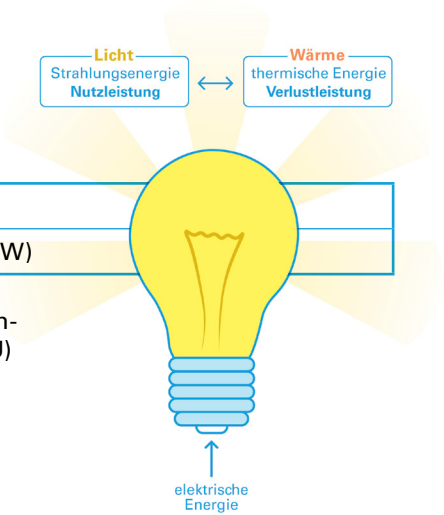 Licht
Strahlungsenergie
Nutzleistung
Wärme
thermische Energie
Verlustleistung
W)
n-
)
elektrische
Energie